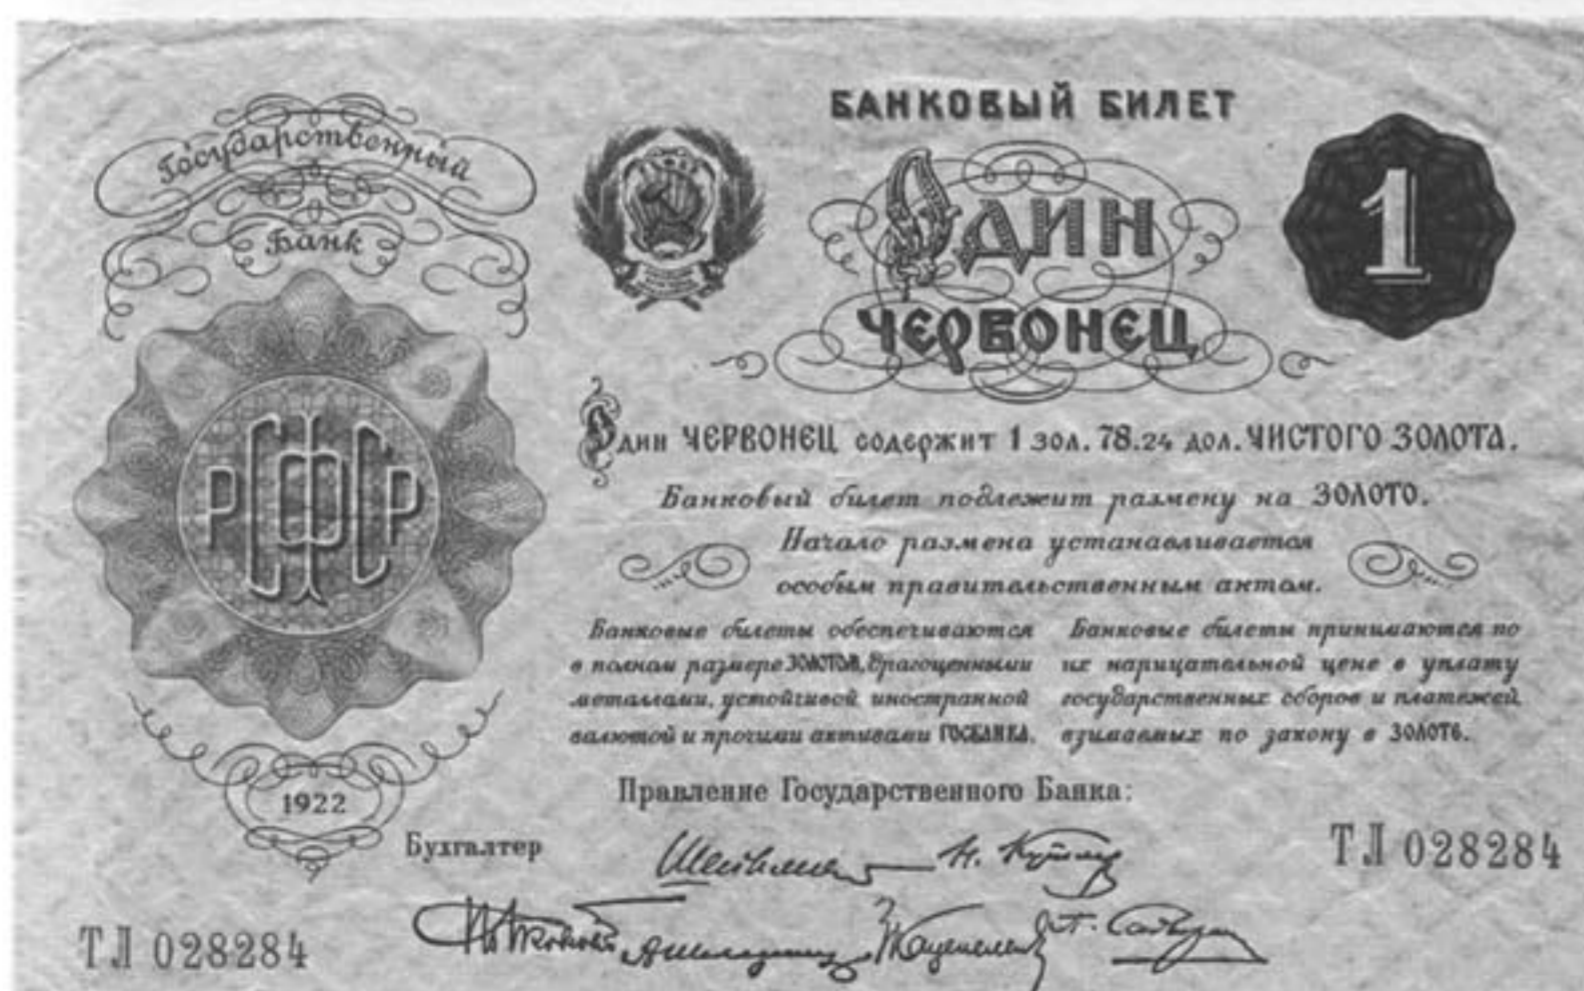 Государственный
Банк
РСФСР
1922
БАНКОВЫЙ БИЛЕТ
1
ОДИН
ЧЕРВОНЕЦ
Один ЧЕРВОНЕЦ содержит 1 зол. 78.24 дол. ЧИСТОГО ЗОЛОТА.
Банковый билет подлежит размену на ЗОЛОТО.
Начало размена устанавливается
особым правительственным актом.
Банковые билеты обеспечиваются
в полном размере ЗОЛОТОМ, драгоценными
металлами, устойчивой иностранной
валютой и прочими активами ГОСБАНКА.
Банковые билеты принимаются по
их нарицательной цене в уплату
государственных сборов и платежей,
взимаемых по закону в ЗОЛОТЕ.
Правление Государственного Банка:
Бухгалтер
ТЛ 028284
ТЛ 028284